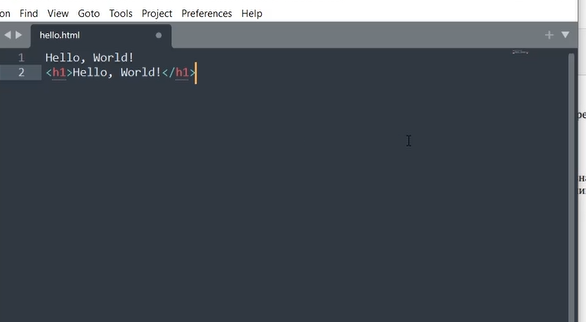 on Find View Goto Tools Project Preferences Help
hello.html
1 Hello, World!
2 <h1>Hello, World!</h1>